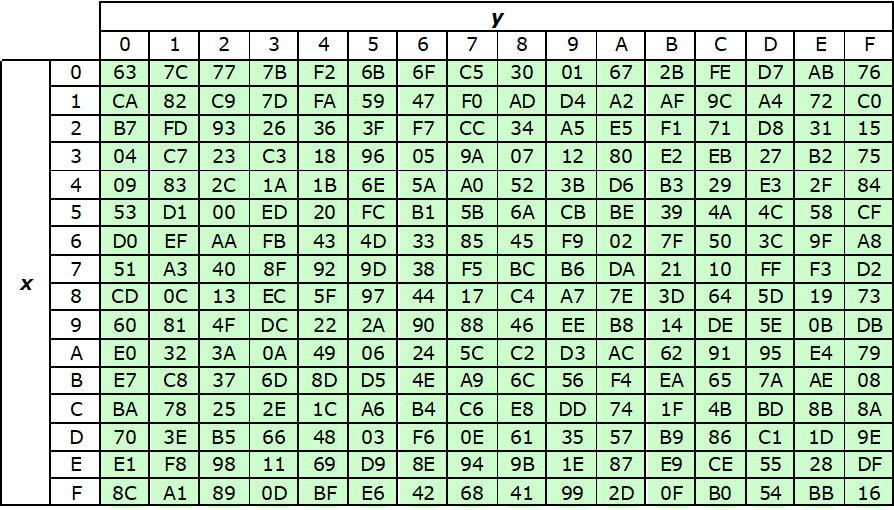 y
0 1 2 3 4 5 6 7 8 9 A B C D E F
0 63 7C 77 7B F2 6B 6F C5 30 01 67 2B FE D7 AB 76
1 CA 82 C9 7D FA 59 47 F0 AD D4 A2 AF 9C A4 72 C0
2 B7 FD 93 26 36 3F F7 CC 34 A5 E5 F1 71 D8 31 15
3 04 C7 23 C3 18 96 05 9A 07 12 80 E2 EB 27 B2 75
4 09 83 2C 1A 1B 6E 5A A0 52 3B D6 B3 29 E3 2F 84
5 53 D1 00 ED 20 FC B1 5B 6A CB BE 39 4A 4C 58 CF
6 D0 EF AA FB 43 4D 33 85 45 F9 02 7F 50 3C 9F A8
7 51 A3 40 8F 92 9D 38 F5 BC B6 DA 21 10 FF F3 D2
x 8 CD 0C 13 EC 5F 97 44 17 C4 A7 7E 3D 64 5D 19 73
9 60 81 4F DC 22 2A 90 88 46 EE B8 14 DE 5E 0B DB
A E0 32 3A 0A 49 06 24 5C C2 D3 AC 62 91 95 E4 79
B E7 C8 37 6D 8D D5 4E A9 6C 56 F4 EA 65 7A AE 08
C BA 78 25 2E 1C A6 B4 C6 E8 DD 74 1F 4B BD 8B 8A
D 70 3E B5 66 48 03 F6 0E 61 35 57 B9 86 C1 1D 9E
E E1 F8 98 11 69 D9 8E 94 9B 1E 87 E9 CE 55 28 DF
F 8C A1 89 0D BF E6 42 68 41 99 2D 0F B0 54 BB 16